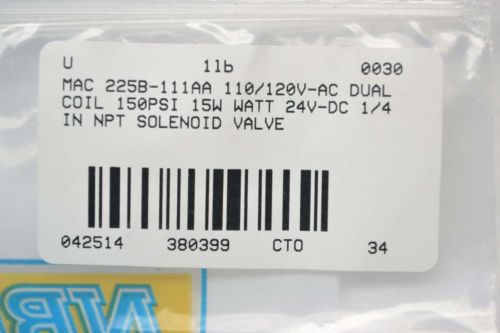 U 11b 0030
MAC 225B-111AA 110/120V-AC DUAL
COIL 150PSI 15W WATT 24V-DC 1/4
IN NPT SOLENOID VALVE
042514 380399 CTO 34